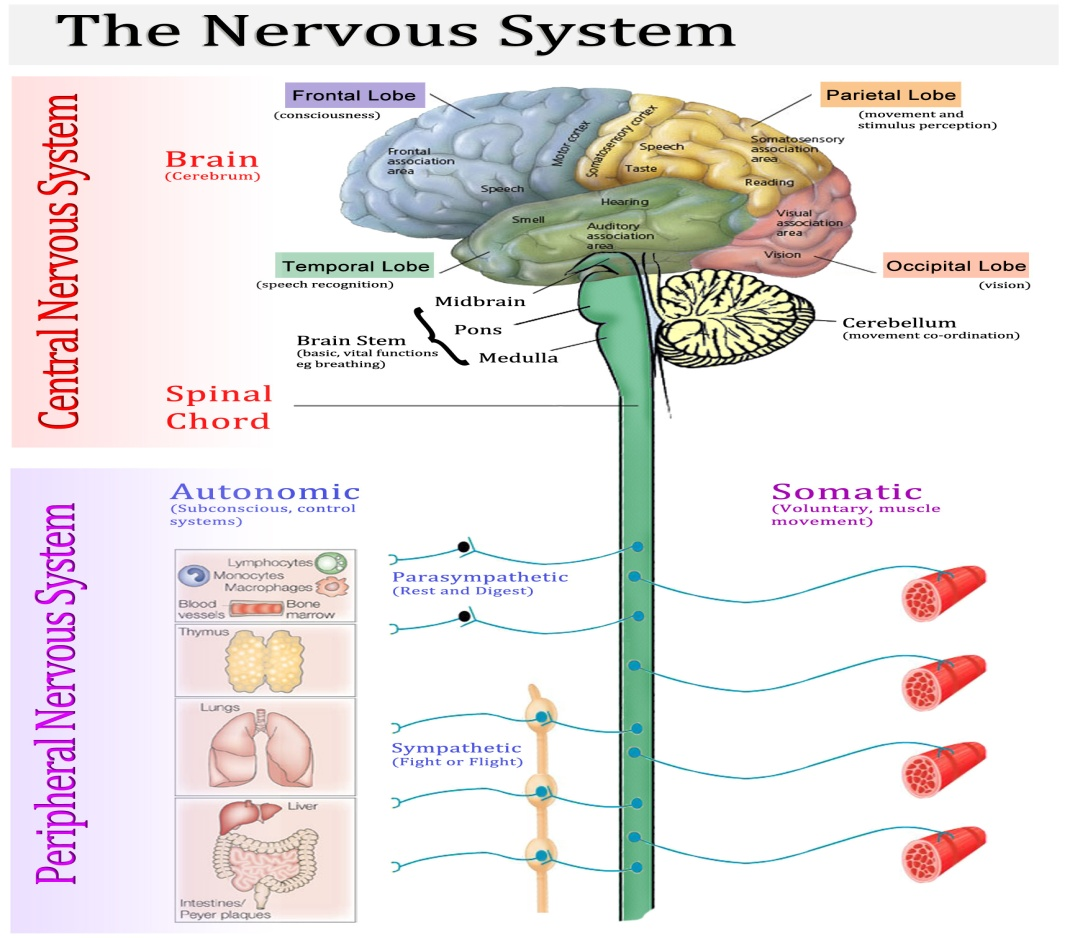 The Nervous System
Central Nervous System
Brain
(Cerebrum)
Frontal Lobe
(consciousness)
Parietal Lobe
(movement and
stimulus perception)
Frontal
association
area
Speech
Motor cortex
Somatosensory cortex
Speech
Taste
Somatosensory
association
area
Reading
Hearing
Smell
Auditory
association
area
Visual
association
area
Vision
Temporal Lobe
(speech recognition)
Occipital Lobe
(vision)
Midbrain
Pons
Medulla
Brain Stem
(basic, vital functions
eg breathing)
Cerebellum
(movement co-ordination)
Spinal
Chord
Peripheral Nervous System
Autonomic
(Subconscious, control
systems)
Somatic
(Voluntary, muscle
movement)
Lymphocytes
Monocytes
Macrophages
Blood
vessels
Bone
marrow
Thymus
Lungs
Liver
Intestines/
Peyer plaques
Parasympathetic
(Rest and Digest)
Sympathetic
(Fight or Flight)